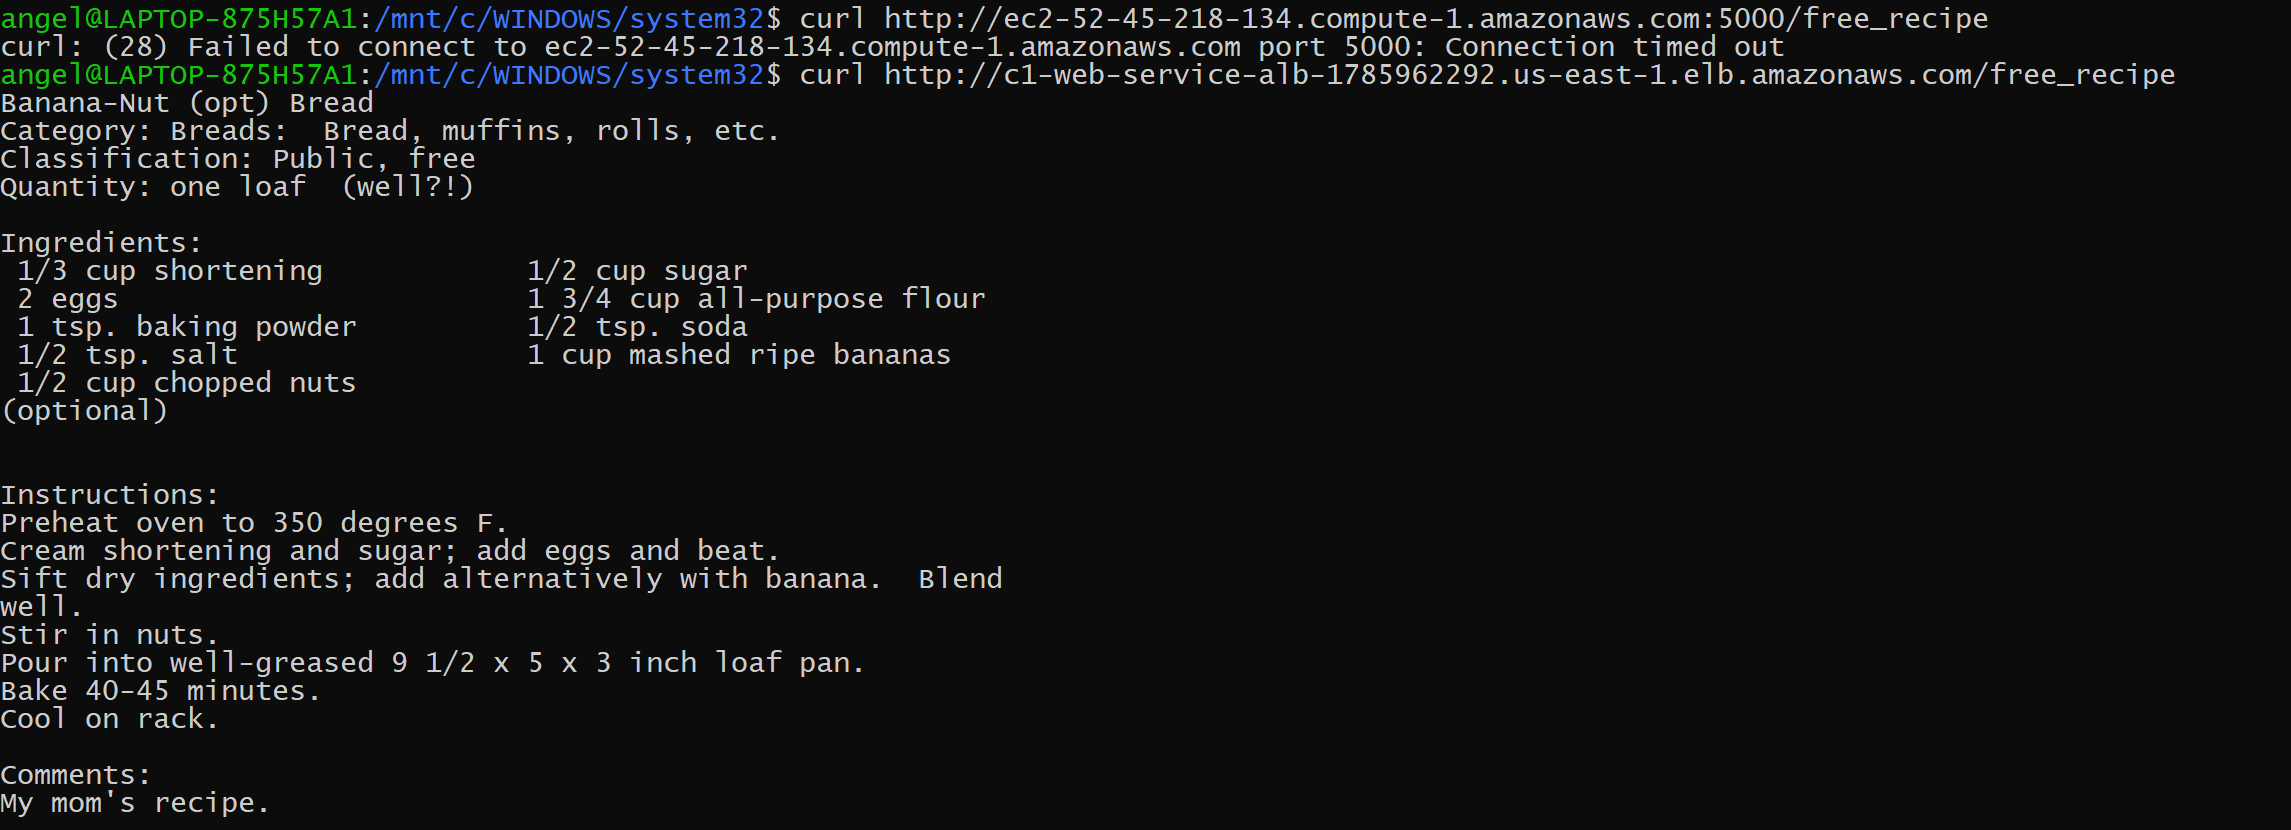 angel@LAPTOP-875H57A1:/mnt/c/WINDOWS/system32$ curl http://ec2-52-45-218-134.compute-1.amazonaws.com:5000/free_recipe
curl: (28) Failed to connect to ec2-52-45-218-134.compute-1.amazonaws.com port 5000: Connection timed out
angel@LAPTOP-875H57A1:/mnt/c/WINDOWS/system32$ curl http://c1-web-service-alb-1785962292.us-east-1.elb.amazonaws.com/free_recipe
Banana-Nut (opt) Bread
Category: Breads:  Bread, muffins, rolls, etc.
Classification: Public, free
Quantity: one loaf  (well?!)

Ingredients:
 1/3 cup shortening            1/2 cup sugar
 2 eggs                        1 3/4 cup all-purpose flour
 1 tsp. baking powder          1/2 tsp. soda
 1/2 tsp. salt                 1 cup mashed ripe bananas
 1/2 cup chopped nuts
(optional)


Instructions:
Preheat oven to 350 degrees F.
Cream shortening and sugar; add eggs and beat.
Sift dry ingredients; add alternatively with banana.  Blend
well.
Stir in nuts.
Pour into well-greased 9 1/2 x 5 x 3 inch loaf pan.
Bake 40-45 minutes.
Cool on rack.

Comments:
My mom's recipe.